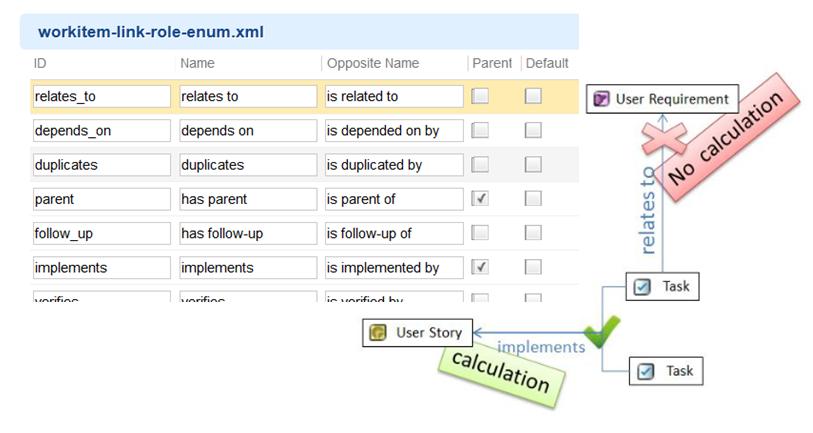 workitem-link-role-enum.xml
ID Name Opposite Name Parent Default
relates_to relates to is related to
depends_on depends on is depended on by
duplicates duplicates is duplicated by
parent has parent is parent of
follow_up has follow-up is follow-up of
implements implements is implemented by
verifies verifies is verified by
User Requirement
No calculation
relates to
Task
User Story
implements
calculation
Task